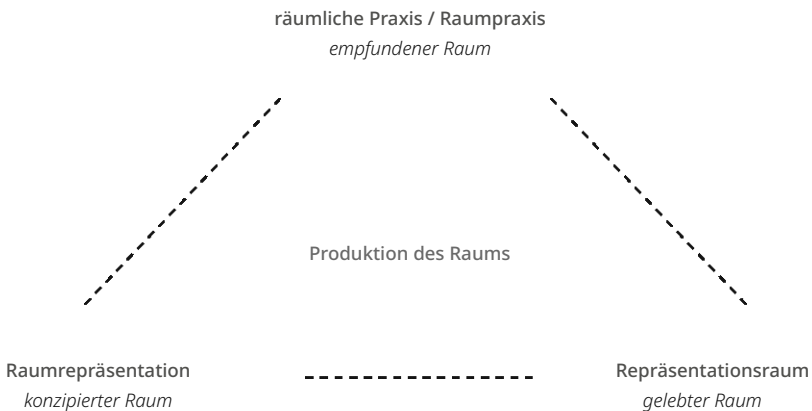 räumliche Praxis / Raumpraxis
empfundener Raum
Produktion des Raums
Raumrepräsentation
konzipierter Raum
Repräsentationsraum
gelebter Raum